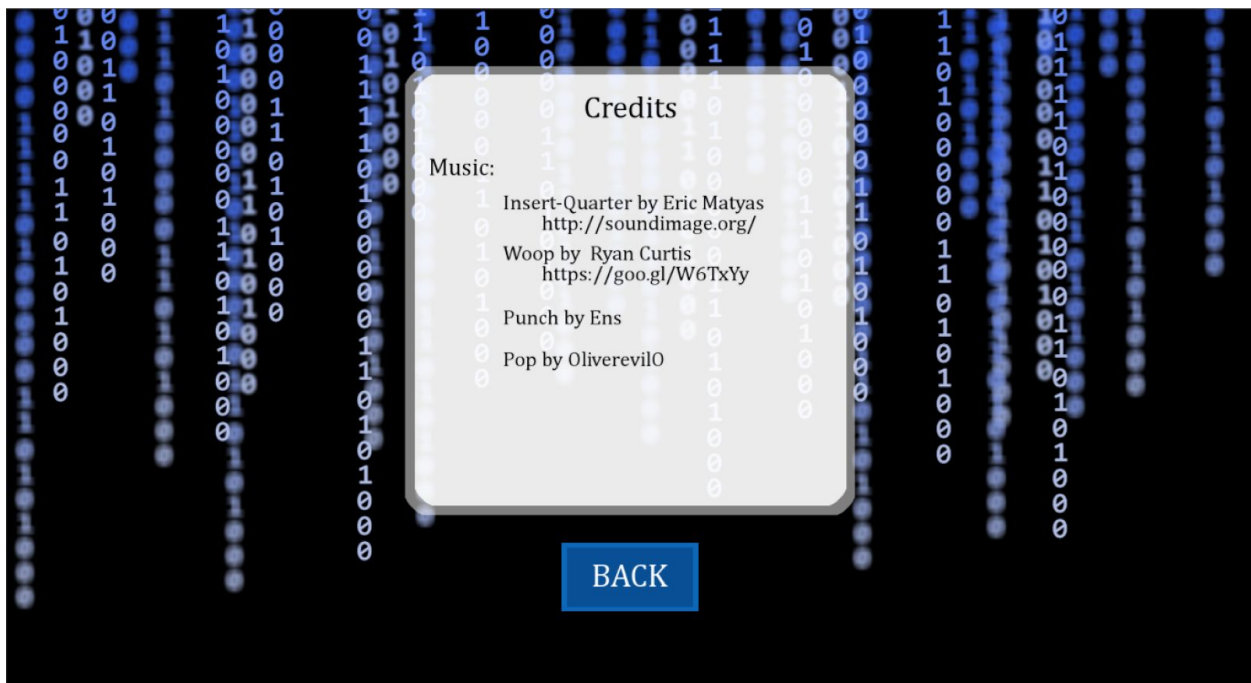 Credits
Music:
Insert-Quarter by Eric Matyas
http://soundimage.org/
Woop by  Ryan Curtis
https://goo.gl/W6TxYy
Punch by Ens
Pop by OliverevilO
BACK